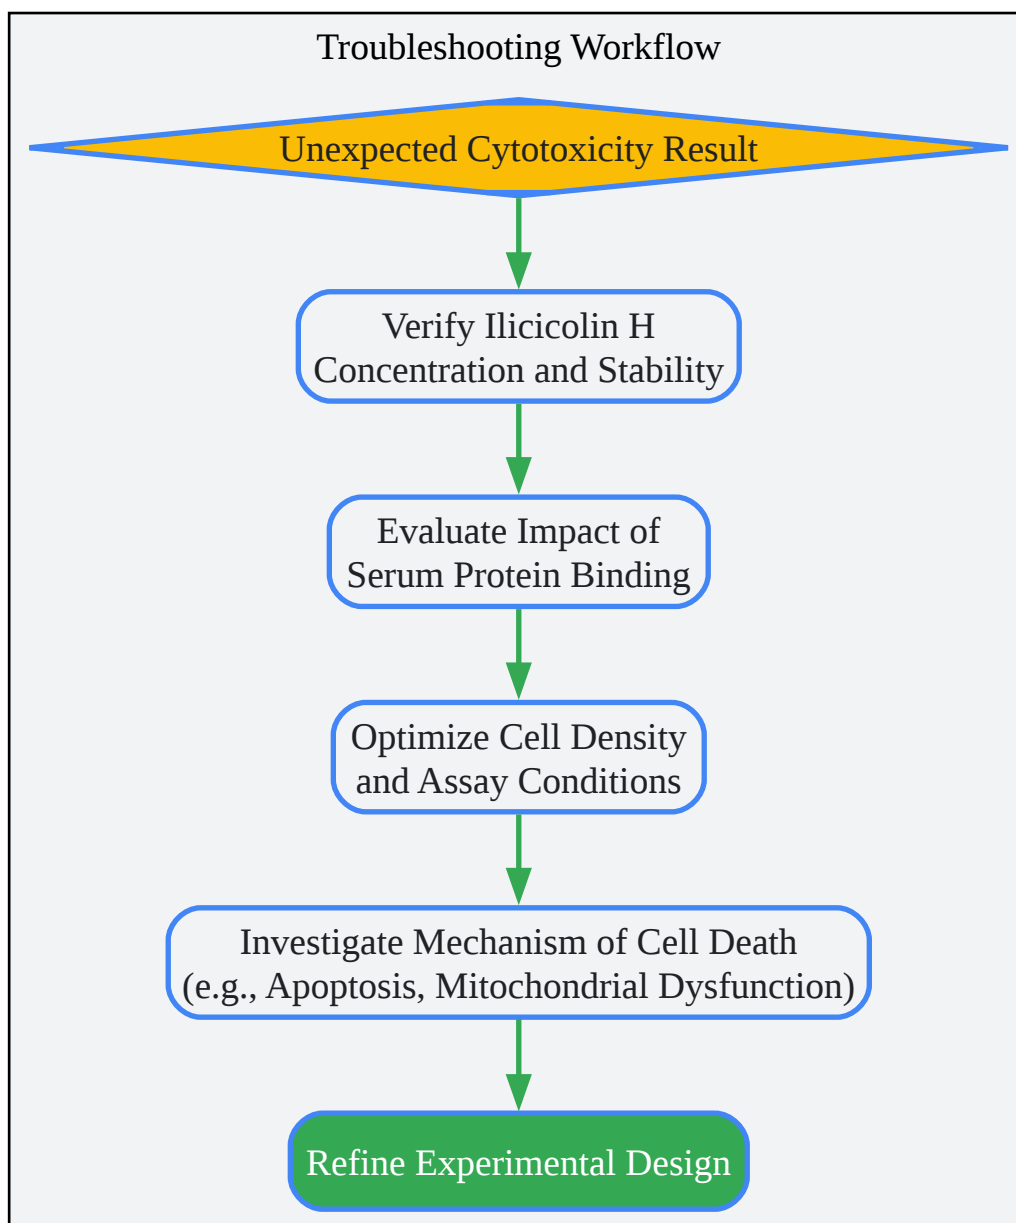 Troubleshooting Workflow
Unexpected Cytotoxicity Result
Verify Ilicicolin H
Concentration and Stability
Evaluate Impact of
Serum Protein Binding
Optimize Cell Density
and Assay Conditions
Investigate Mechanism of Cell Death
(e.g., Apoptosis, Mitochondrial Dysfunction)
Refine Experimental Design